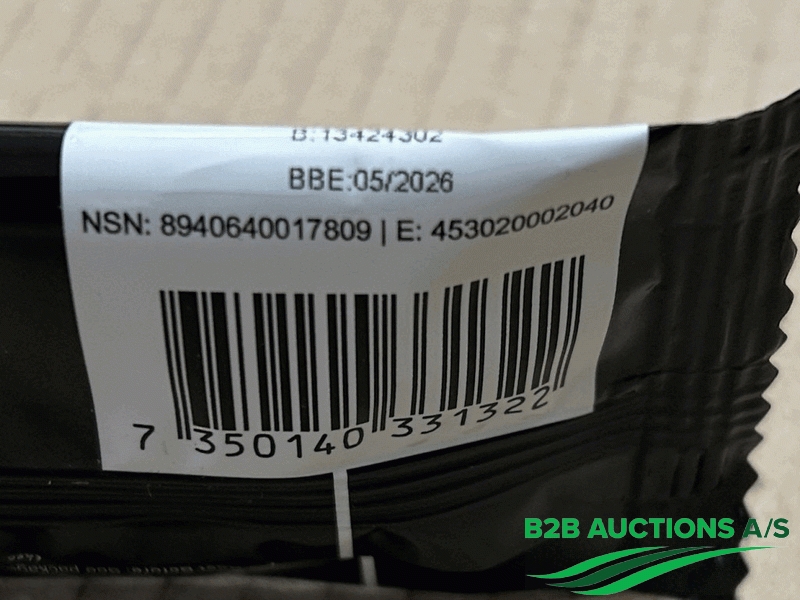 B:13424302
BBE:05/2026
NSN: 8940640017809 | E: 453020002040
7 350140 331322
B2B AUCTIONS A/S